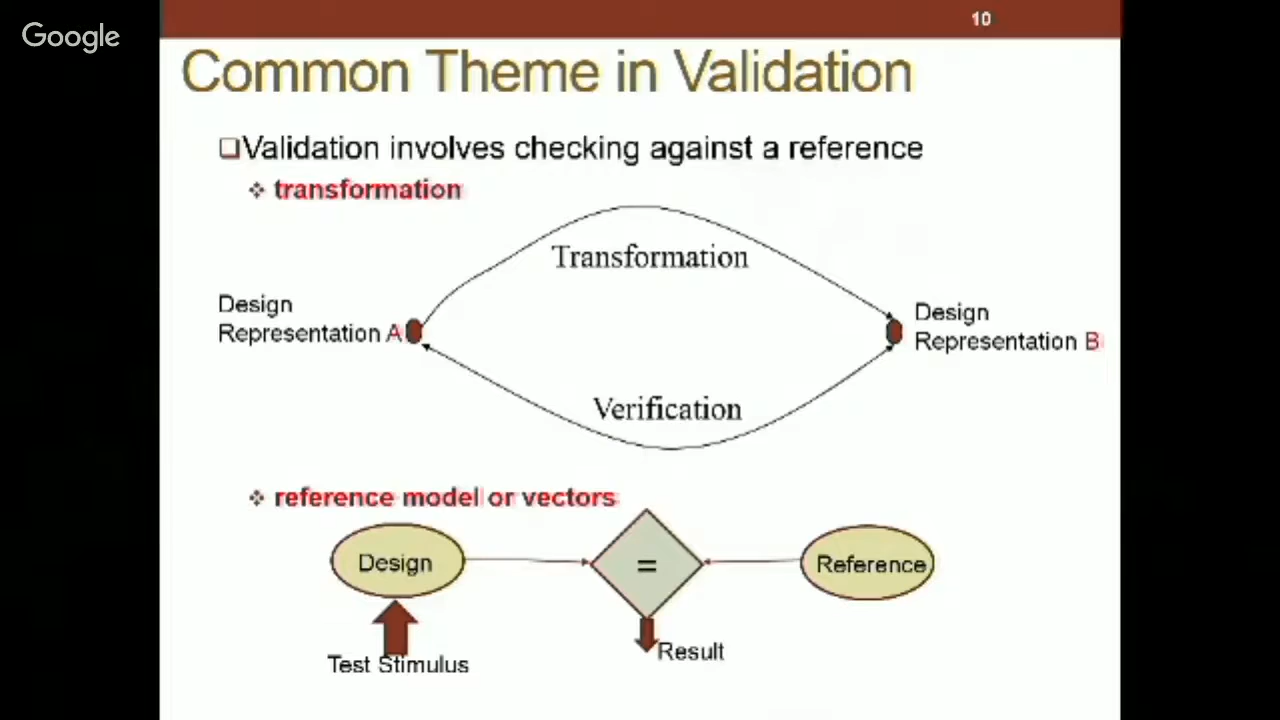 Google
10
Common Theme in Validation
Validation involves checking against a reference
transformation
Transformation
Design
Representation A
Design
Representation B
Verification
reference model or vectors
Design
=
Reference
Test Stimulus
Result